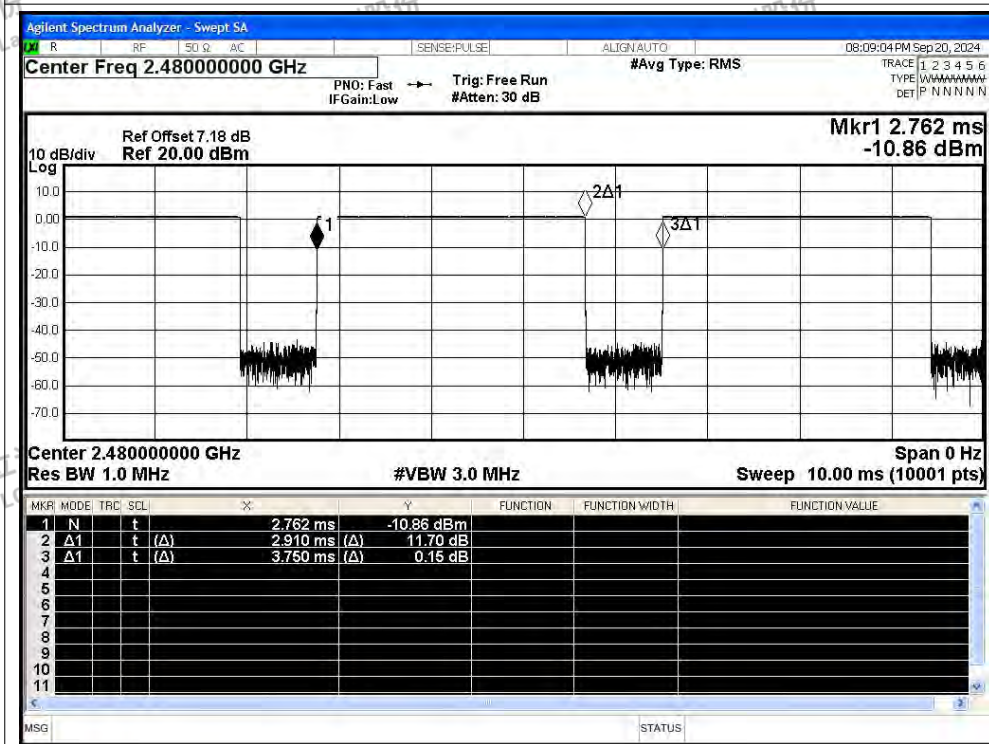 Agilent Spectrum Analyzer - Swept SA
R RF 50 Ω AC SENSE:PULSE ALIGN AUTO 08:09:04 PM Sep 20, 2024
Center Freq 2.480000000 GHz
#Avg Type: RMS
TRACE 1 2 3 4 5 6
PNO: Fast Trig: Free Run
TYPE
IFGain:Low #Atten: 30 dB
DET P N N N N N
Mkr1 2.762 ms
-10.86 dBm
Ref Offset 7.18 dB
10 dB/div Ref 20.00 dBm
Log
10.0
0.00
-10.0
-20.0
-30.0
-40.0
-50.0
-60.0
-70.0
1
2Δ1
3Δ1
Center 2.480000000 GHz Span 0 Hz
Res BW 1.0 MHz #VBW 3.0 MHz Sweep 10.00 ms (10001 pts)
MKR MODE TRC SCL X Y FUNCTION FUNCTION WIDTH FUNCTION VALUE
1 N t 2.762 ms -10.86 dBm
2 Δ1 t (Δ) 2.910 ms (Δ) 11.70 dB
3 Δ1 t (Δ) 3.750 ms (Δ) 0.15 dB
4
5
6
7
8
9
10
11
MSG STATUS